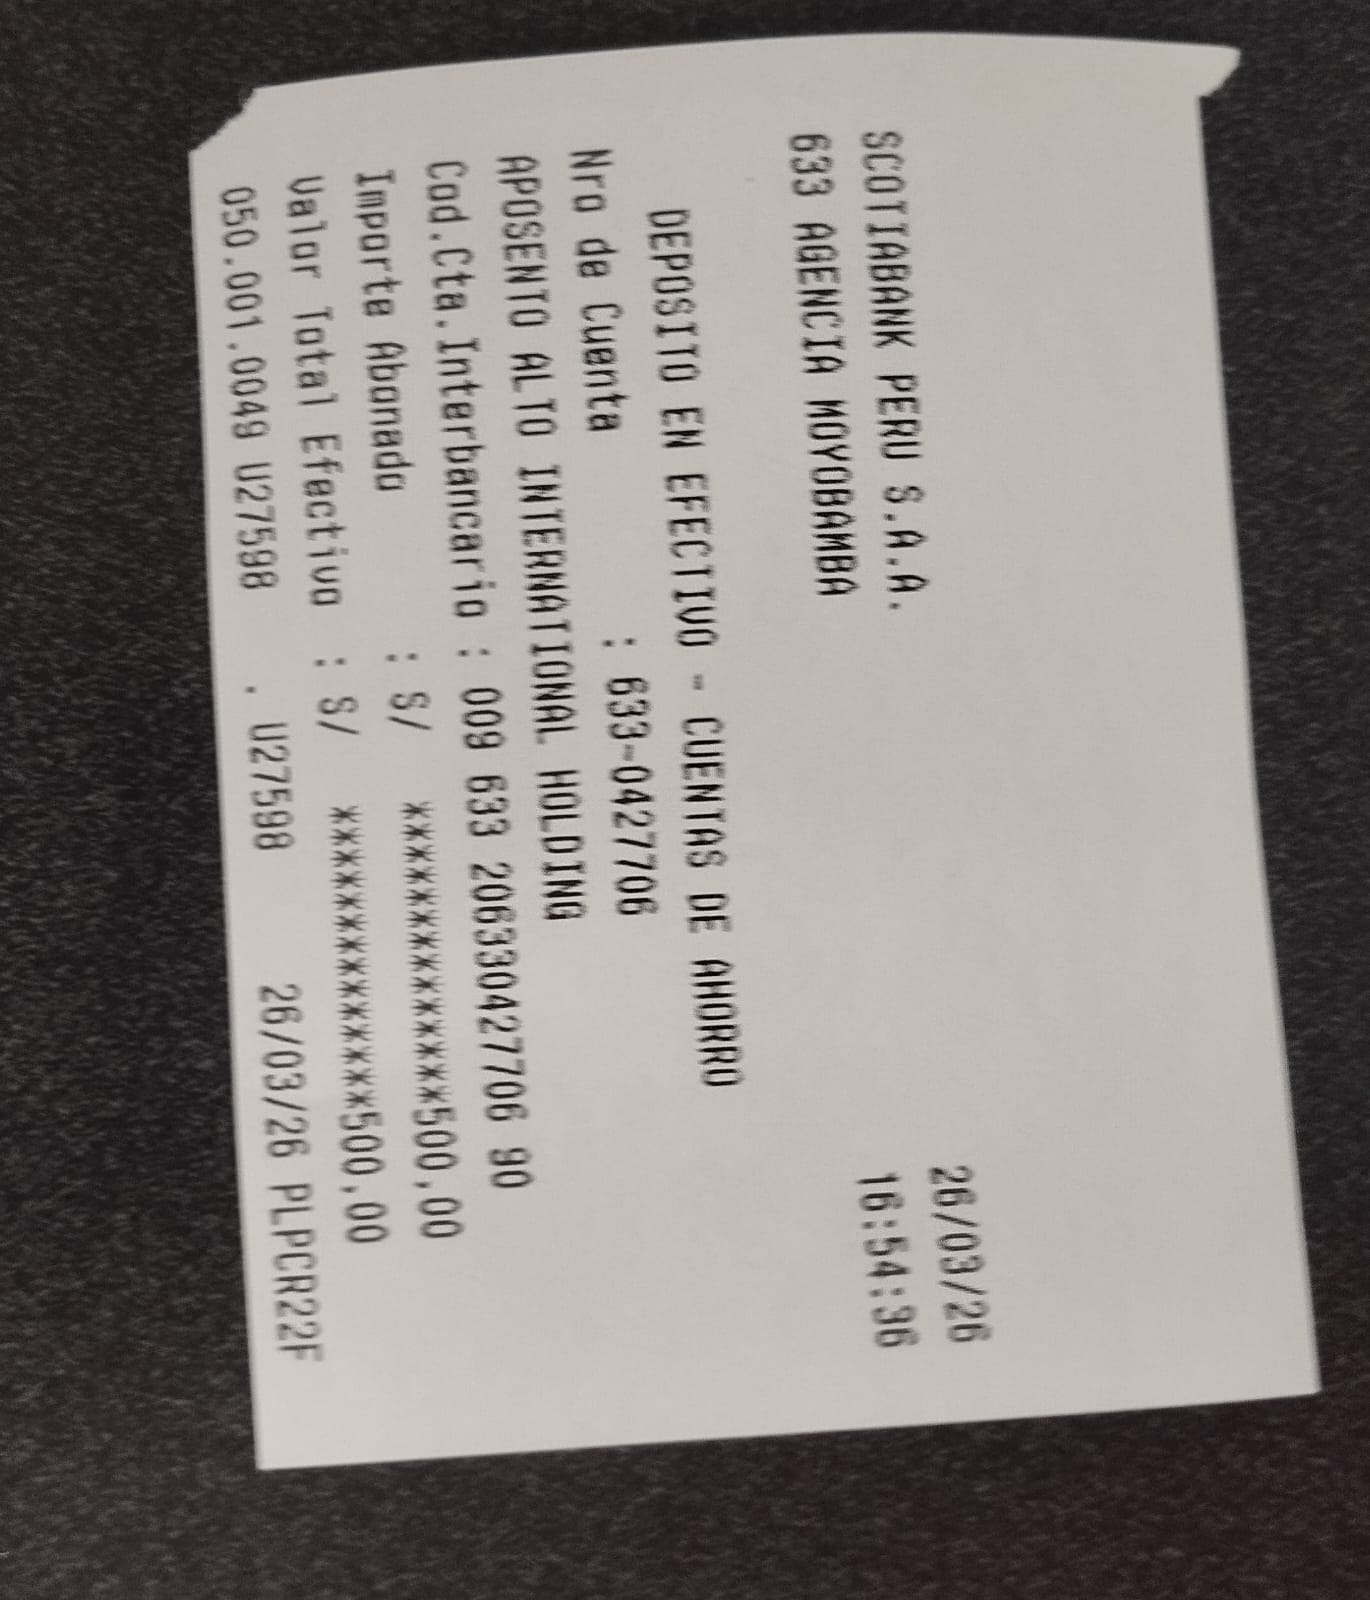 26/03/26
SCOTIABANK PERU S.A.A. 16:54:36
633 AGENCIA MOYOBAMBA
DEPOSITO EN EFECTIVO - CUENTAS DE AHORRO
Nro de Cuenta : 633-0427706
APOSENTO ALTO INTERNATIONAL HOLDING
Cod.Cta.Interbancario : 009 633 206330427706 90
Importe Abonado : S/ ***************500.00
Valor Total Efectivo : S/ ***************500.00
050.001.0049 U27598 . U27598 26/03/26 PLPCR22F